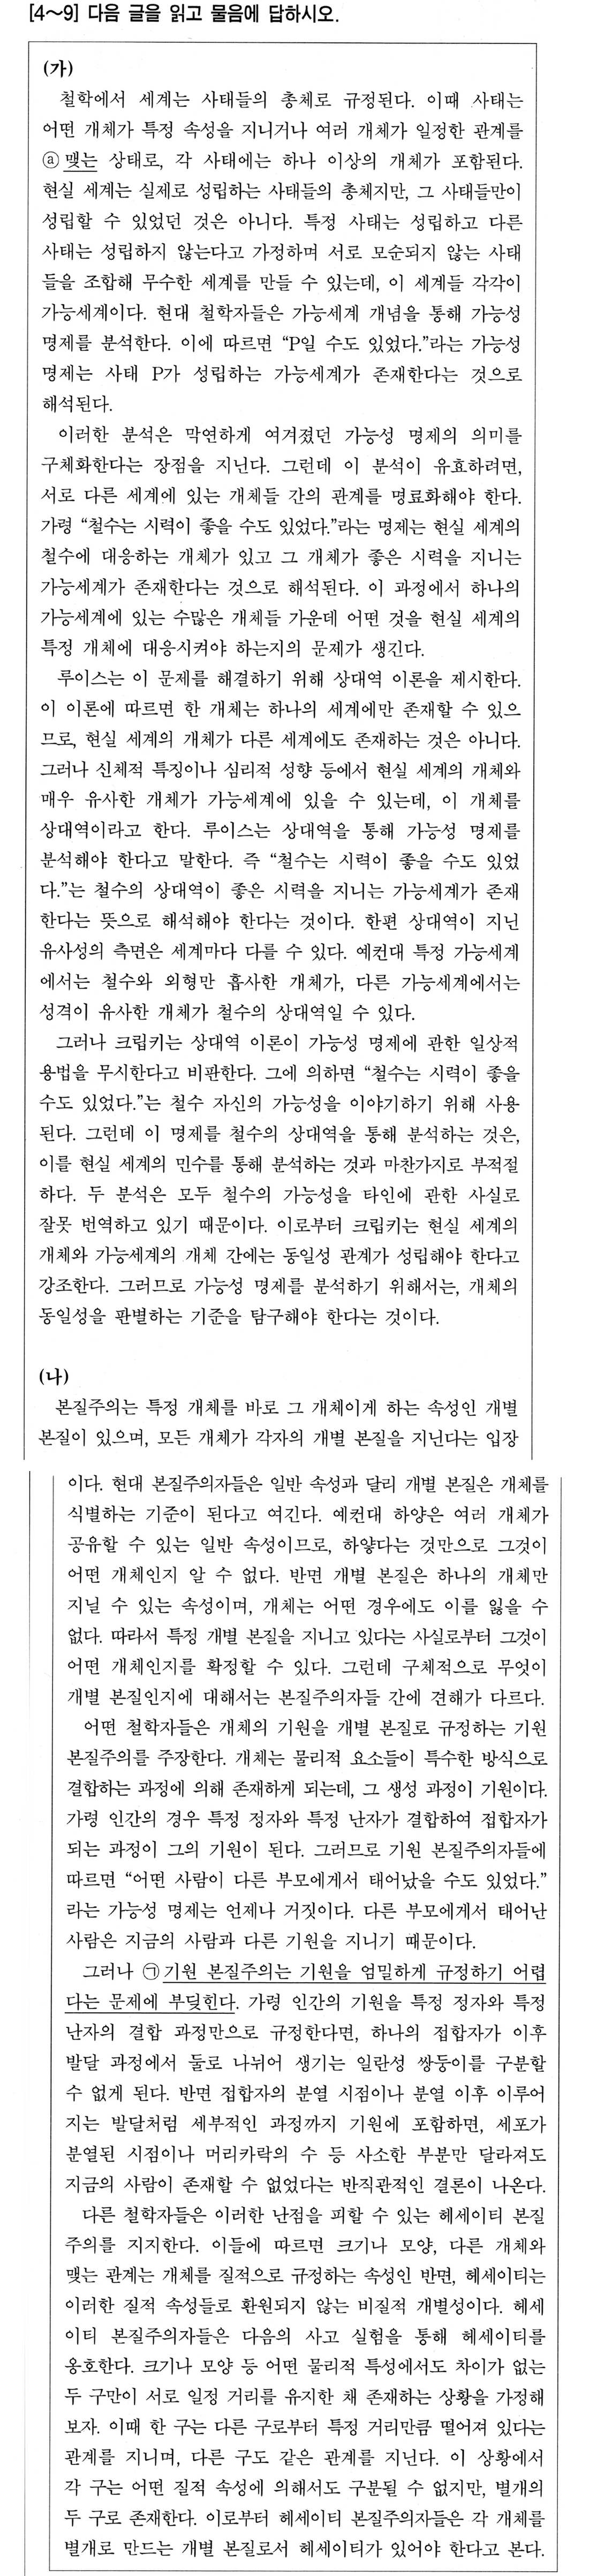 [4～9] 다음 글을 읽고 물음에 답하시오.
(가)
철학에서 세계는 사태들의 총체로 규정된다. 이때 사태는
어떤 개체가 특정 속성을 지니거나 여러 개체가 일정한 관계를
ⓐ 맺는 상태로, 각 사태에는 하나 이상의 개체가 포함된다.
현실 세계는 실제로 성립하는 사태들의 총체지만, 그 사태들만이
성립할 수 있었던 것은 아니다. 특정 사태는 성립하고 다른
사태는 성립하지 않는다고 가정하며 서로 모순되지 않는 사태
들을 조합해 무수한 세계를 만들 수 있는데, 이 세계들 각각이
가능세계이다. 현대 철학자들은 가능세계 개념을 통해 가능성
명제를 분석한다. 이에 따르면 “P일 수도 있었다.”라는 가능성
명제는 사태 P가 성립하는 가능세계가 존재한다는 것으로
해석된다.
이러한 분석은 막연하게 여겨졌던 가능성 명제의 의미를
구체화한다는 장점을 지닌다. 그런데 이 분석이 유효하려면,
서로 다른 세계에 있는 개체들 간의 관계를 명료화해야 한다.
가령 “철수는 시력이 좋을 수도 있었다.”라는 명제는 현실 세계의
철수에 대응하는 개체가 있고 그 개체가 좋은 시력을 지니는
가능세계가 존재한다는 것으로 해석된다. 이 과정에서 하나의
가능세계에 있는 수많은 개체들 가운데 어떤 것을 현실 세계의
특정 개체에 대응시켜야 하는지의 문제가 생긴다.
루이스는 이 문제를 해결하기 위해 상대역 이론을 제시한다.
이 이론에 따르면 한 개체는 하나의 세계에만 존재할 수 있으
므로, 현실 세계의 개체가 다른 세계에도 존재하는 것은 아니다.
그러나 신체적 특징이나 심리적 성향 등에서 현실 세계의 개체와
매우 유사한 개체가 가능세계에 있을 수 있는데, 이 개체를
상대역이라고 한다. 루이스는 상대역을 통해 가능성 명제를
분석해야 한다고 말한다. 즉 “철수는 시력이 좋을 수도 있었
다.”는 철수의 상대역이 좋은 시력을 지니는 가능세계가 존재
한다는 뜻으로 해석해야 한다는 것이다. 한편 상대역이 지닌
유사성의 측면은 세계마다 다를 수 있다. 예컨대 특정 가능세계
에서는 철수와 외형만 흡사한 개체가, 다른 가능세계에서는
성격이 유사한 개체가 철수의 상대역일 수 있다.
그러나 크립키는 상대역 이론이 가능성 명제에 관한 일상적
용법을 무시한다고 비판한다. 그에 의하면 “철수는 시력이 좋을
수도 있었다.”는 철수 자신의 가능성을 이야기하기 위해 사용
된다. 그런데 이 명제를 철수의 상대역을 통해 분석하는 것은,
이를 현실 세계의 민수를 통해 분석하는 것과 마찬가지로 부적절
하다. 두 분석은 모두 철수의 가능성을 타인에 관한 사실로
잘못 번역하고 있기 때문이다. 이로부터 크립키는 현실 세계의
개체와 가능세계의 개체 간에는 동일성 관계가 성립해야 한다고
강조한다. 그러므로 가능성 명제를 분석하기 위해서는, 개체의
동일성을 판별하는 기준을 탐구해야 한다는 것이다.
(나)
본질주의는 특정 개체를 바로 그 개체이게 하는 속성인 개별
본질이 있으며, 모든 개체가 각자의 개별 본질을 지닌다는 입장
이다. 현대 본질주의자들은 일반 속성과 달리 개별 본질은 개체를
식별하는 기준이 된다고 여긴다. 예컨대 하양은 여러 개체가
공유할 수 있는 일반 속성이므로, 하얗다는 것만으로 그것이
어떤 개체인지 알 수 없다. 반면 개별 본질은 하나의 개체만
지닐 수 있는 속성이며, 개체는 어떤 경우에도 이를 잃을 수
없다. 따라서 특정 개별 본질을 지니고 있다는 사실로부터 그것이
어떤 개체인지를 확정할 수 있다. 그런데 구체적으로 무엇이
개별 본질인지에 대해서는 본질주의자들 간에 견해가 다르다.
어떤 철학자들은 개체의 기원을 개별 본질로 규정하는 기원
본질주의를 주장한다. 개체는 물리적 요소들이 특수한 방식으로
결합하는 과정에 의해 존재하게 되는데, 그 생성 과정이 기원이다.
가령 인간의 경우 특정 정자와 특정 난자가 결합하여 접합자가
되는 과정이 그의 기원이 된다. 그러므로 기원 본질주의자들에
따르면 “어떤 사람이 다른 부모에게서 태어났을 수도 있었다.”
라는 가능성 명제는 언제나 거짓이다. 다른 부모에게서 태어난
사람은 지금의 사람과 다른 기원을 지니기 때문이다.
그러나 ㉠ 기원 본질주의는 기원을 엄밀하게 규정하기 어렵
다는 문제에 부딪힌다. 가령 인간의 기원을 특정 정자와 특정
난자의 결합 과정만으로 규정한다면, 하나의 접합자가 이후
발달 과정에서 둘로 나뉘어 생기는 일란성 쌍둥이를 구분할
수 없게 된다. 반면 접합자의 분열 시점이나 분열 이후 이루어
지는 발달처럼 세부적인 과정까지 기원에 포함하면, 세포가
분열된 시점이나 머리카락의 수 등 사소한 부분만 달라져도
지금의 사람이 존재할 수 없었다는 반직관적인 결론이 나온다.
다른 철학자들은 이러한 난점을 피할 수 있는 헤세이티 본질
주의를 지지한다. 이들에 따르면 크기나 모양, 다른 개체와
맺는 관계는 개체를 질적으로 규정하는 속성인 반면, 헤세이티는
이러한 질적 속성들로 환원되지 않는 비질적 개별성이다. 헤세
이티 본질주의자들은 다음의 사고 실험을 통해 헤세이티를
옹호한다. 크기나 모양 등 어떤 물리적 특성에서도 차이가 없는
두 구만이 서로 일정 거리를 유지한 채 존재하는 상황을 가정해
보자. 이때 한 구는 다른 구로부터 특정 거리만큼 떨어져 있다는
관계를 지니며, 다른 구도 같은 관계를 지닌다. 이 상황에서
각 구는 어떤 질적 속성에 의해서도 구분될 수 없지만, 별개의
두 구로 존재한다. 이로부터 헤세이티 본질주의자들은 각 개체를
별개로 만드는 개별 본질로서 헤세이티가 있어야 한다고 본다.